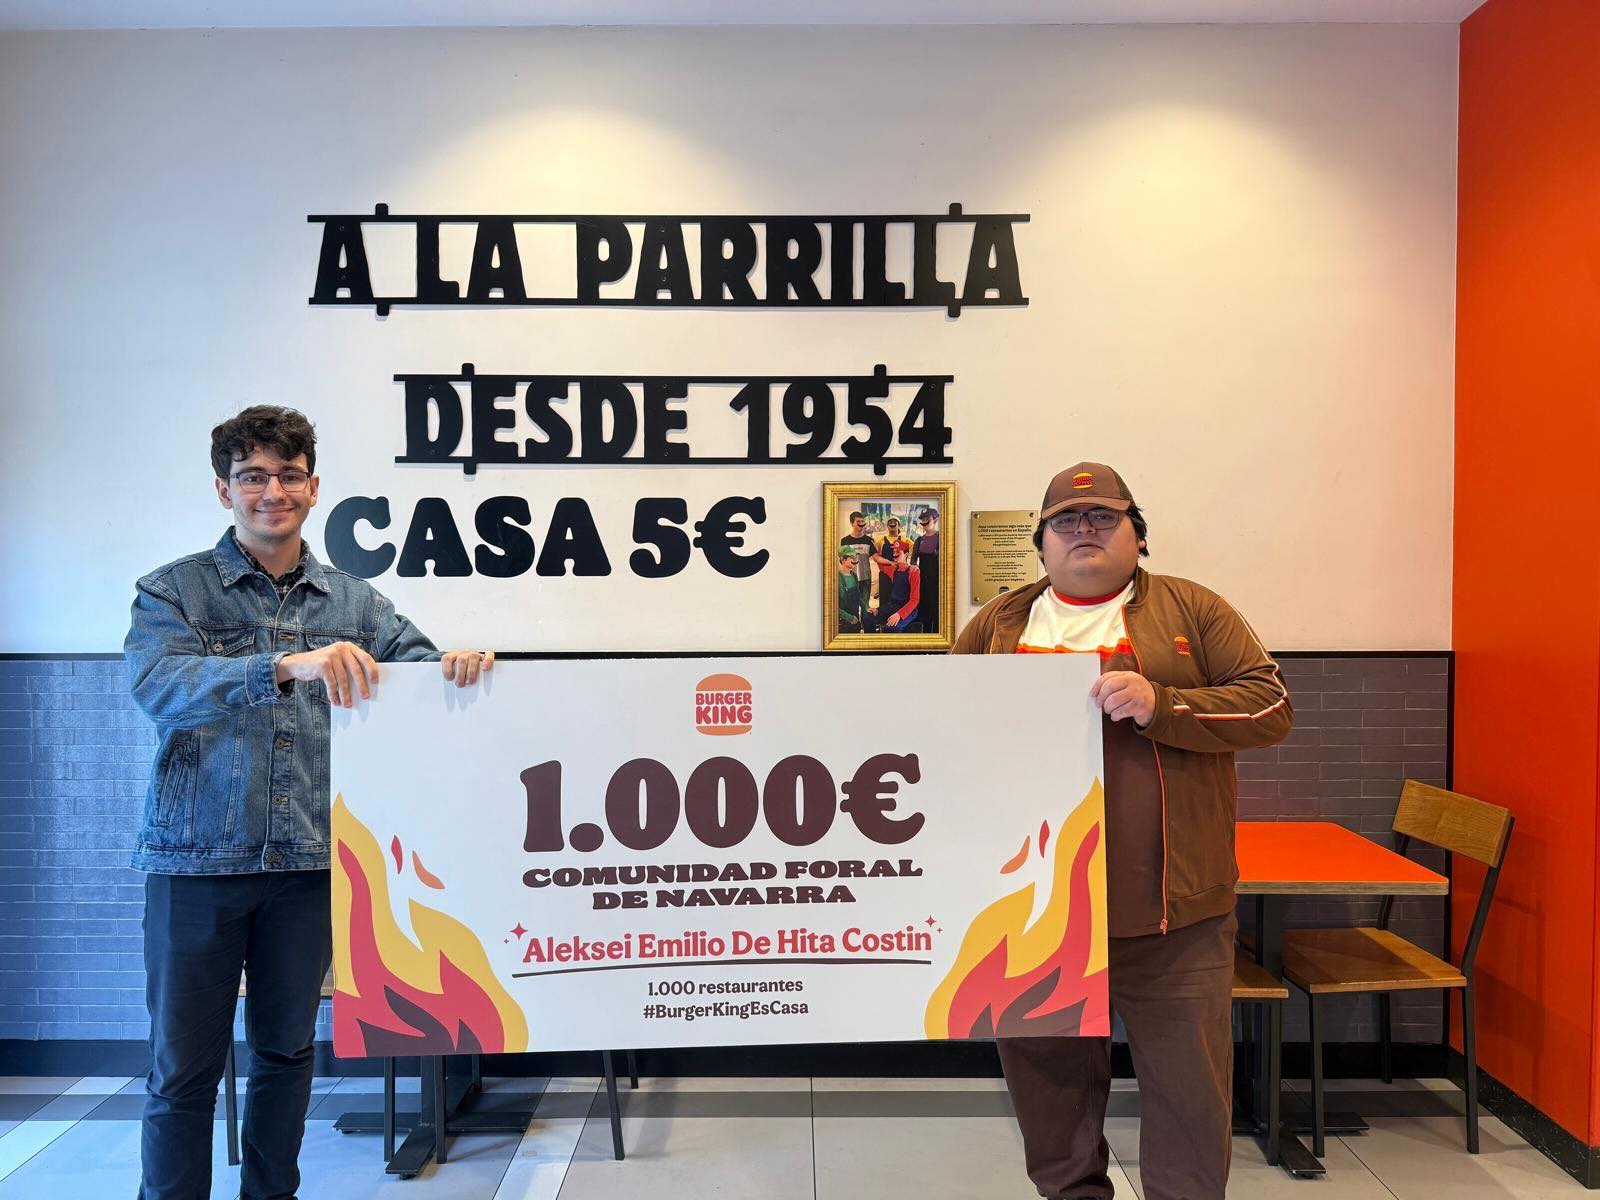 A LA PARRILLA
DESDE 1954
CASA 5€
BURGER
KING
1.000€
COMUNIDAD FORAL
DE NAVARRA
Aleksei Emilio De Hita Costin
1.000 restaurantes
#BurgerKingEsCasa